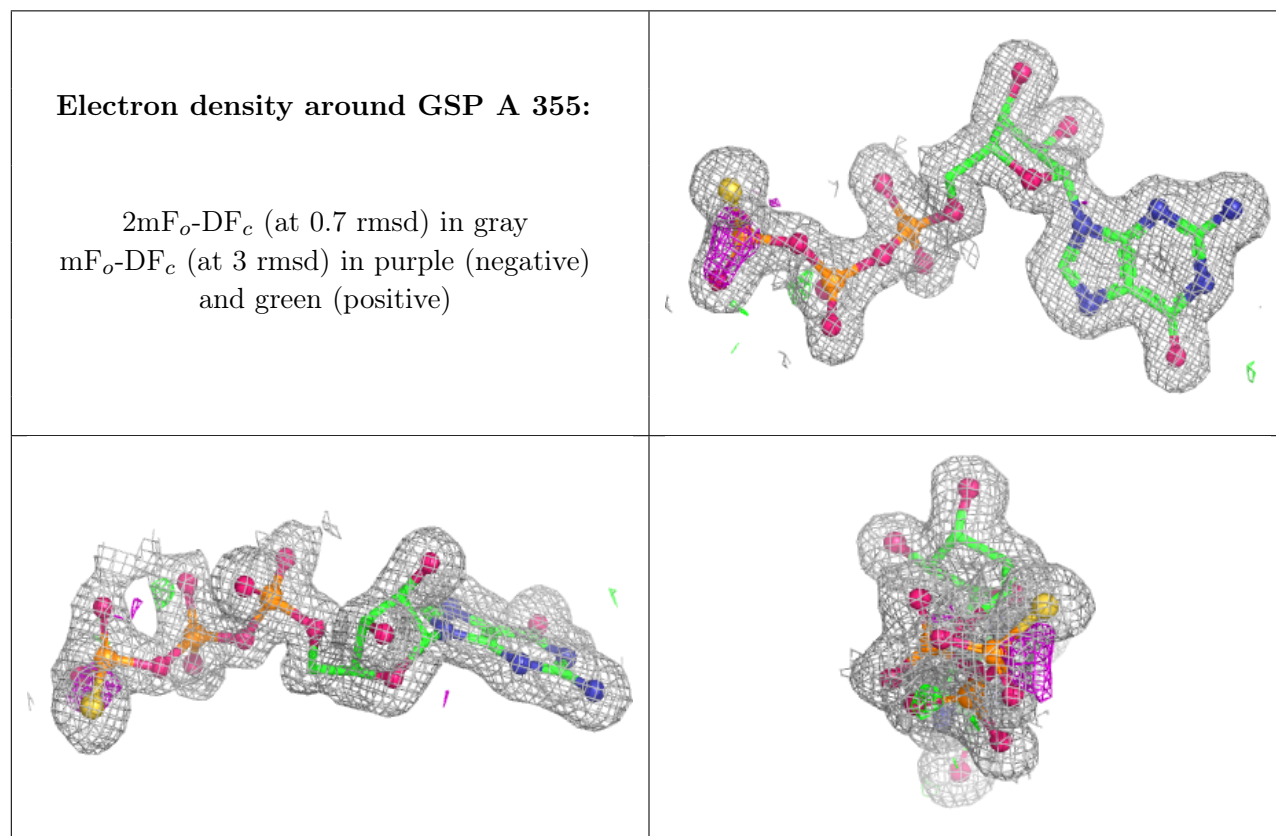 Electron density around GSP A 355:
2mFₒ-DF𝒸 (at 0.7 rmsd) in gray
mFₒ-DF𝒸 (at 3 rmsd) in purple (negative)
and green (positive)